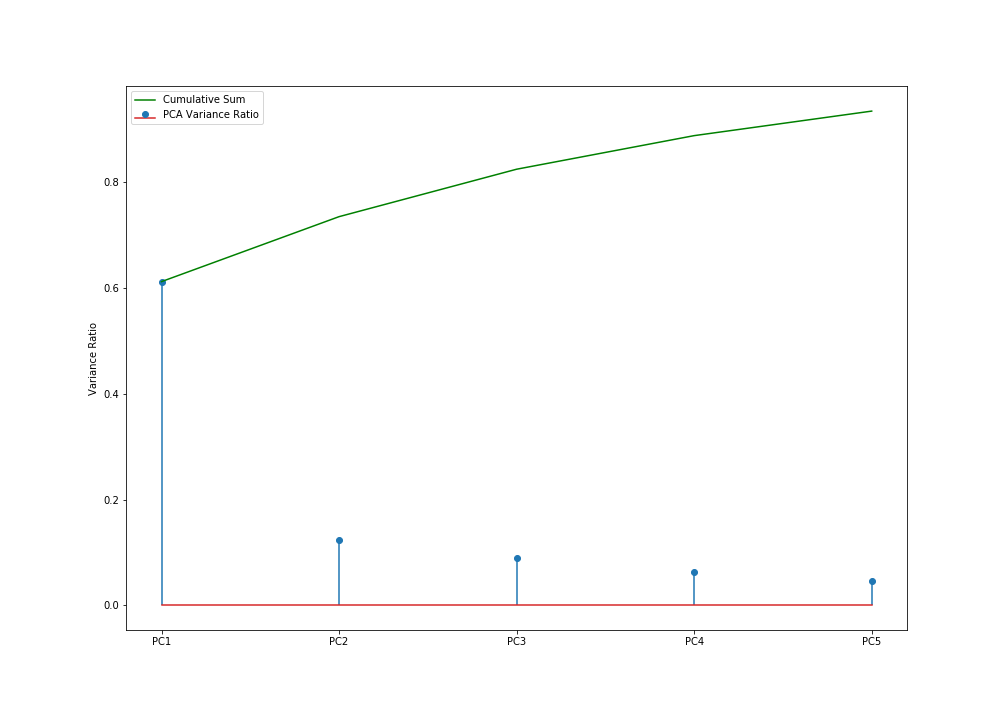 Cumulative Sum
PCA Variance Ratio
Variance Ratio
0.8
0.6
0.4
0.2
0.0
PC1 PC2 PC3 PC4 PC5